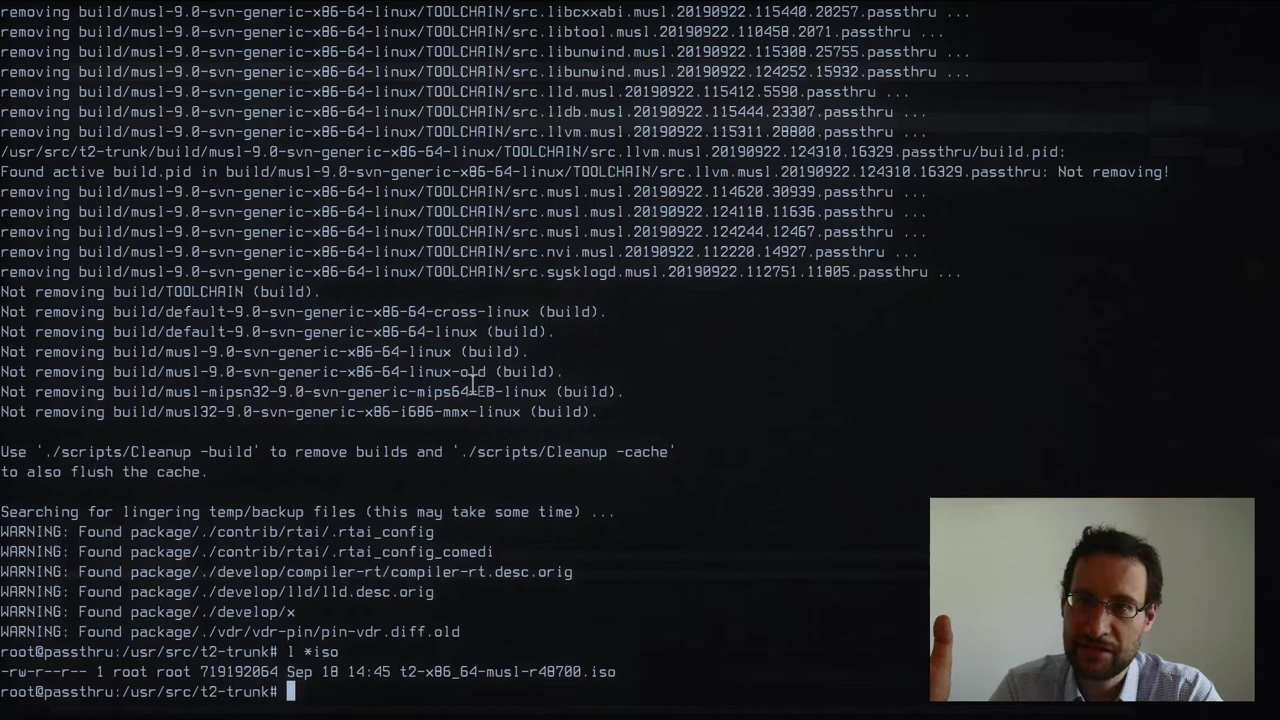 removing build/musl-9.0-svn-generic-x86-64-linux/TOOLCHAIN/src.libcxxabi.musl.20190922.115440.20257.passthru ...
removing build/musl-9.0-svn-generic-x86-64-linux/TOOLCHAIN/src.libtool.musl.20190922.110458.2071.passthru ...
removing build/musl-9.0-svn-generic-x86-64-linux/TOOLCHAIN/src.libunwind.musl.20190922.115308.25755.passthru ...
removing build/musl-9.0-svn-generic-x86-64-linux/TOOLCHAIN/src.libunwind.musl.20190922.124252.15932.passthru ...
removing build/musl-9.0-svn-generic-x86-64-linux/TOOLCHAIN/src.lld.musl.20190922.115412.5590.passthru ...
removing build/musl-9.0-svn-generic-x86-64-linux/TOOLCHAIN/src.lldb.musl.20190922.115444.23307.passthru ...
removing build/musl-9.0-svn-generic-x86-64-linux/TOOLCHAIN/src.llvm.musl.20190922.115311.28800.passthru ...
/usr/src/t2-trunk/build/musl-9.0-svn-generic-x86-64-linux/TOOLCHAIN/src.llvm.musl.20190922.124310.16329.passthru/build.pid:
Found active build.pid in build/musl-9.0-svn-generic-x86-64-linux/TOOLCHAIN/src.llvm.musl.20190922.124310.16329.passthru: Not removing!
removing build/musl-9.0-svn-generic-x86-64-linux/TOOLCHAIN/src.musl.musl.20190922.114620.30939.passthru ...
removing build/musl-9.0-svn-generic-x86-64-linux/TOOLCHAIN/src.musl.musl.20190922.124118.11636.passthru ...
removing build/musl-9.0-svn-generic-x86-64-linux/TOOLCHAIN/src.musl.musl.20190922.124244.12467.passthru ...
removing build/musl-9.0-svn-generic-x86-64-linux/TOOLCHAIN/src.nvi.musl.20190922.112220.14927.passthru ...
removing build/musl-9.0-svn-generic-x86-64-linux/TOOLCHAIN/src.sysklogd.musl.20190922.112751.11805.passthru ...
Not removing build/TOOLCHAIN (build).
Not removing build/default-9.0-svn-generic-x86-64-cross-linux (build).
Not removing build/default-9.0-svn-generic-x86-64-linux (build).
Not removing build/musl-9.0-svn-generic-x86-64-linux (build).
Not removing build/musl-9.0-svn-generic-x86-64-linux-old (build).
Not removing build/musl-mipsn32-9.0-svn-generic-mips64-EB-linux (build).
Not removing build/musl32-9.0-svn-generic-x86-i686-mmx-linux (build).
Use './scripts/Cleanup -build' to remove builds and './scripts/Cleanup -cache'
to also flush the cache.
Searching for lingering temp/backup files (this may take some time) ...
WARNING: Found package/./contrib/rtai/.rtai_config
WARNING: Found package/./contrib/rtai/.rtai_config_comedi
WARNING: Found package/./develop/compiler-rt/compiler-rt.desc.orig
WARNING: Found package/./develop/lld/lld.desc.orig
WARNING: Found package/./develop/x
WARNING: Found package/./vdr/vdr-pin/pin-vdr.diff.old
root@passthru:/usr/src/t2-trunk# l *iso
-rw-r--r-- 1 root root 719192064 Sep 18 14:45 t2-x86_64-musl-r48700.iso
root@passthru:/usr/src/t2-trunk#